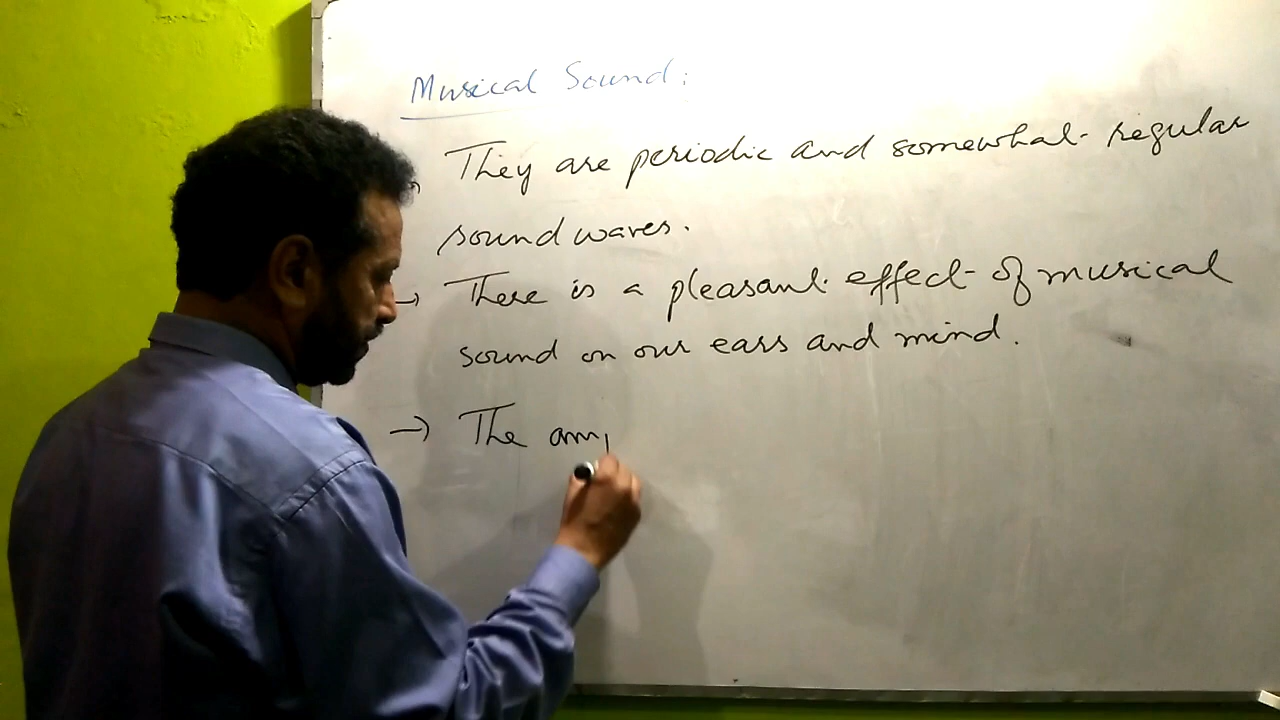 Musical Sound:
They are periodic and somewhat regular
sound waves.
→ There is a pleasant effect of musical
sound on our ears and mind.
→ The amp